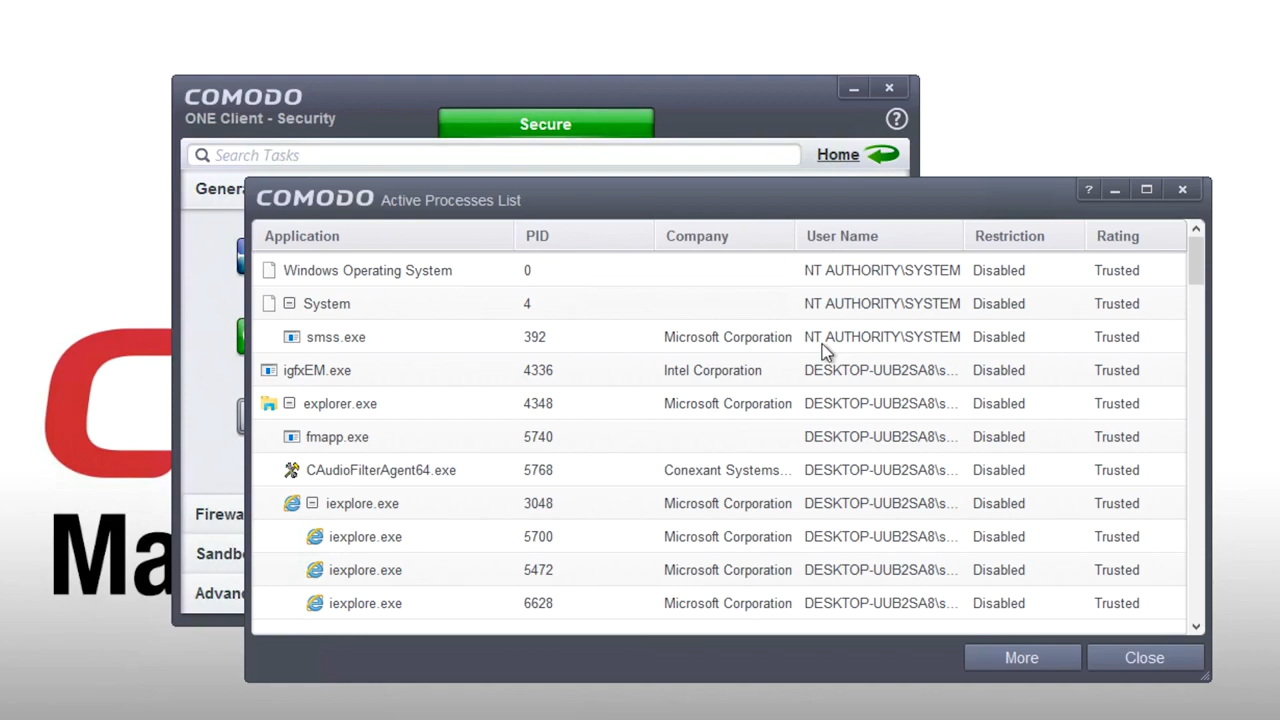 COMODO
ONE Client - Security
Secure
?
Search Tasks
Home
Genera
COMODO Active Processes List
?
Application PID Company User Name Restriction Rating
Windows Operating System 0 NT AUTHORITY\SYSTEM Disabled Trusted
System 4 NT AUTHORITY\SYSTEM Disabled Trusted
smss.exe 392 Microsoft Corporation NT AUTHORITY\SYSTEM Disabled Trusted
igfxEM.exe 4336 Intel Corporation DESKTOP-UUB2SA8\s... Disabled Trusted
explorer.exe 4348 Microsoft Corporation DESKTOP-UUB2SA8\s... Disabled Trusted
fmapp.exe 5740 DESKTOP-UUB2SA8\s... Disabled Trusted
CAudioFilterAgent64.exe 5768 Conexant Systems... DESKTOP-UUB2SA8\s... Disabled Trusted
iexplore.exe 3048 Microsoft Corporation DESKTOP-UUB2SA8\s... Disabled Trusted
iexplore.exe 5700 Microsoft Corporation DESKTOP-UUB2SA8\s... Disabled Trusted
iexplore.exe 5472 Microsoft Corporation DESKTOP-UUB2SA8\s... Disabled Trusted
iexplore.exe 6628 Microsoft Corporation DESKTOP-UUB2SA8\s... Disabled Trusted
Firewa
Sandbo
Advan
More Close
Ma